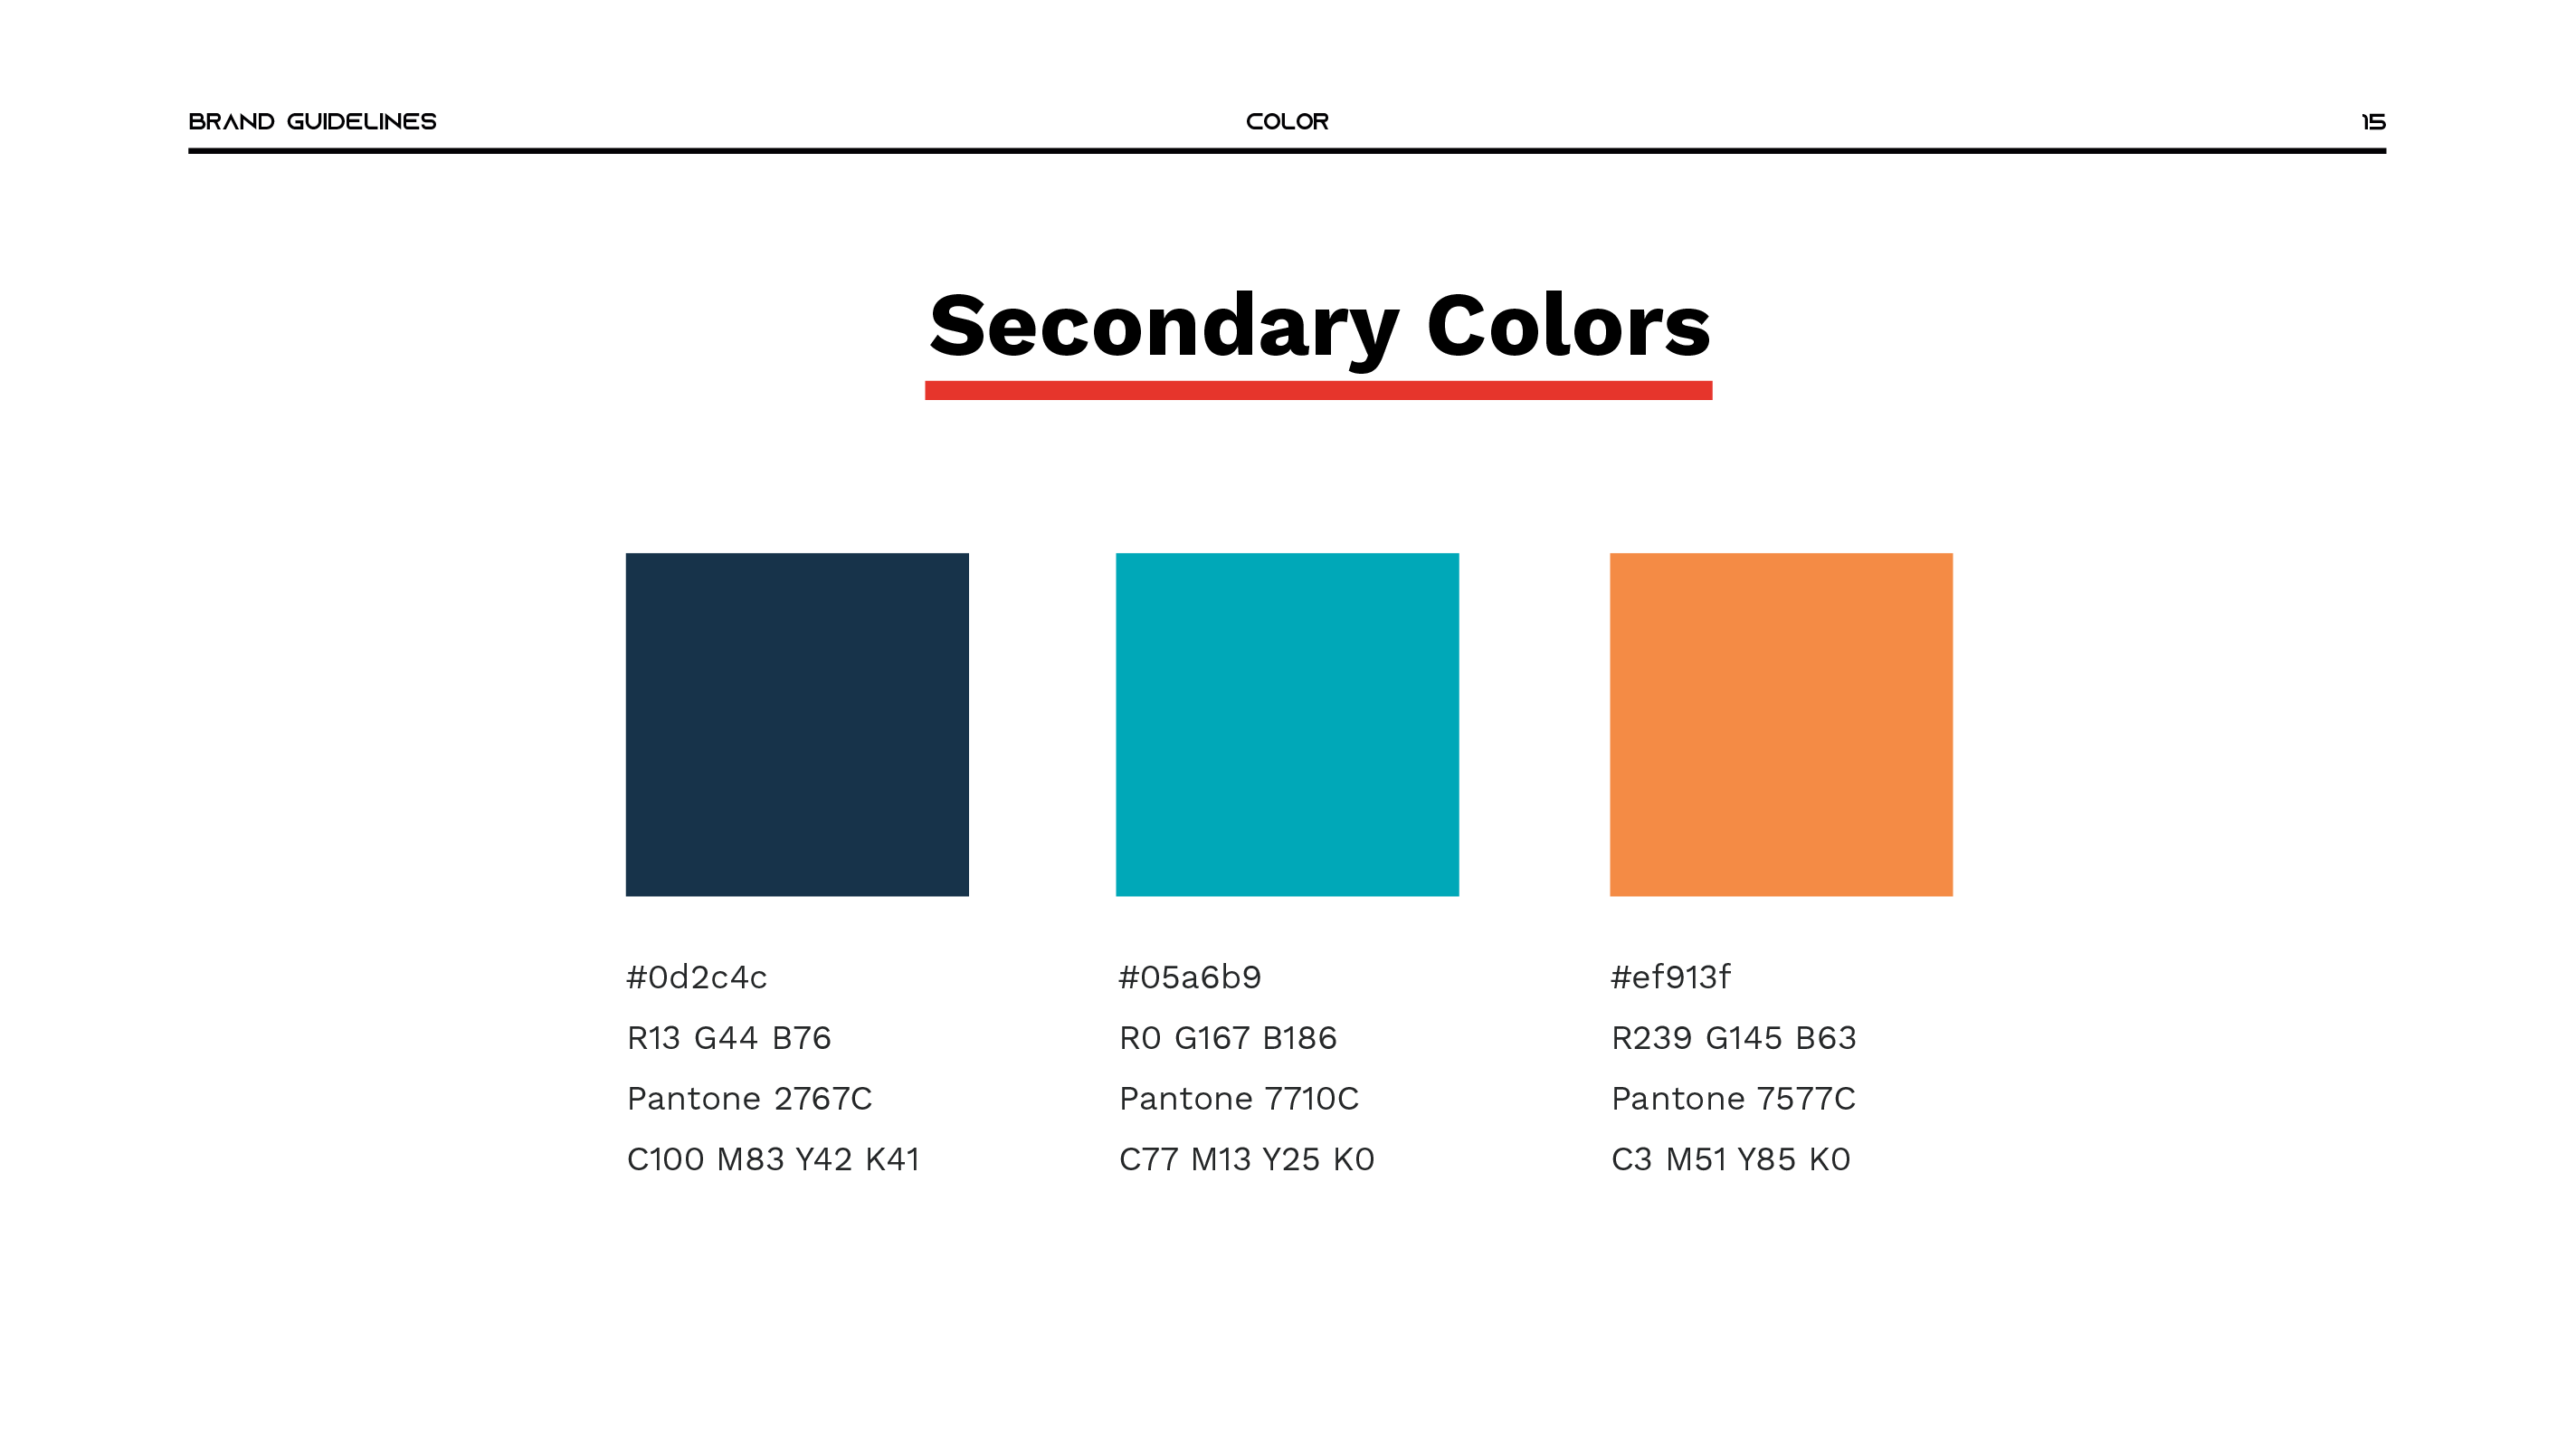 BRAND GUIDELINES
COLOR
15
Secondary Colors
#0d2c4c
R13 G44 B76
Pantone 2767C
C100 M83 Y42 K41
#05a6b9
R0 G167 B186
Pantone 7710C
C77 M13 Y25 K0
#ef913f
R239 G145 B63
Pantone 7577C
C3 M51 Y85 K0